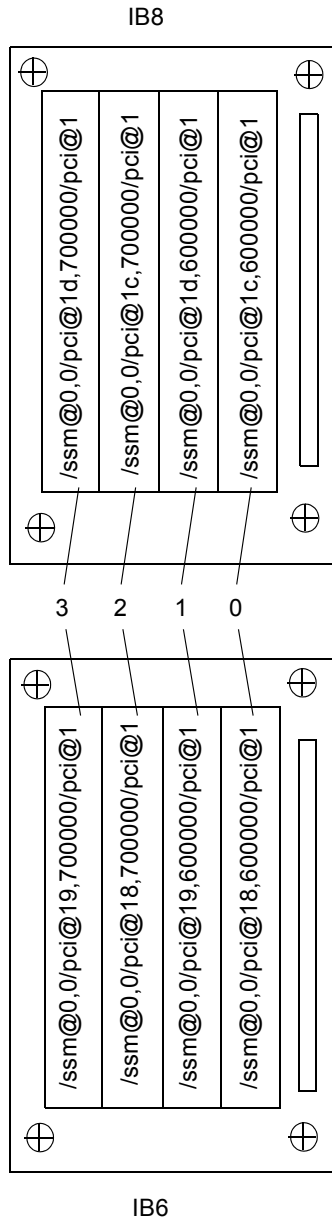 IB8
/ssm@0,0/pci@1d,700000/pci@1
/ssm@0,0/pci@1c,700000/pci@1
/ssm@0,0/pci@1d,600000/pci@1
/ssm@0,0/pci@1c,600000/pci@1
3 2 1 0
/ssm@0,0/pci@19,700000/pci@1
/ssm@0,0/pci@18,700000/pci@1
/ssm@0,0/pci@19,600000/pci@1
/ssm@0,0/pci@18,600000/pci@1
IB6